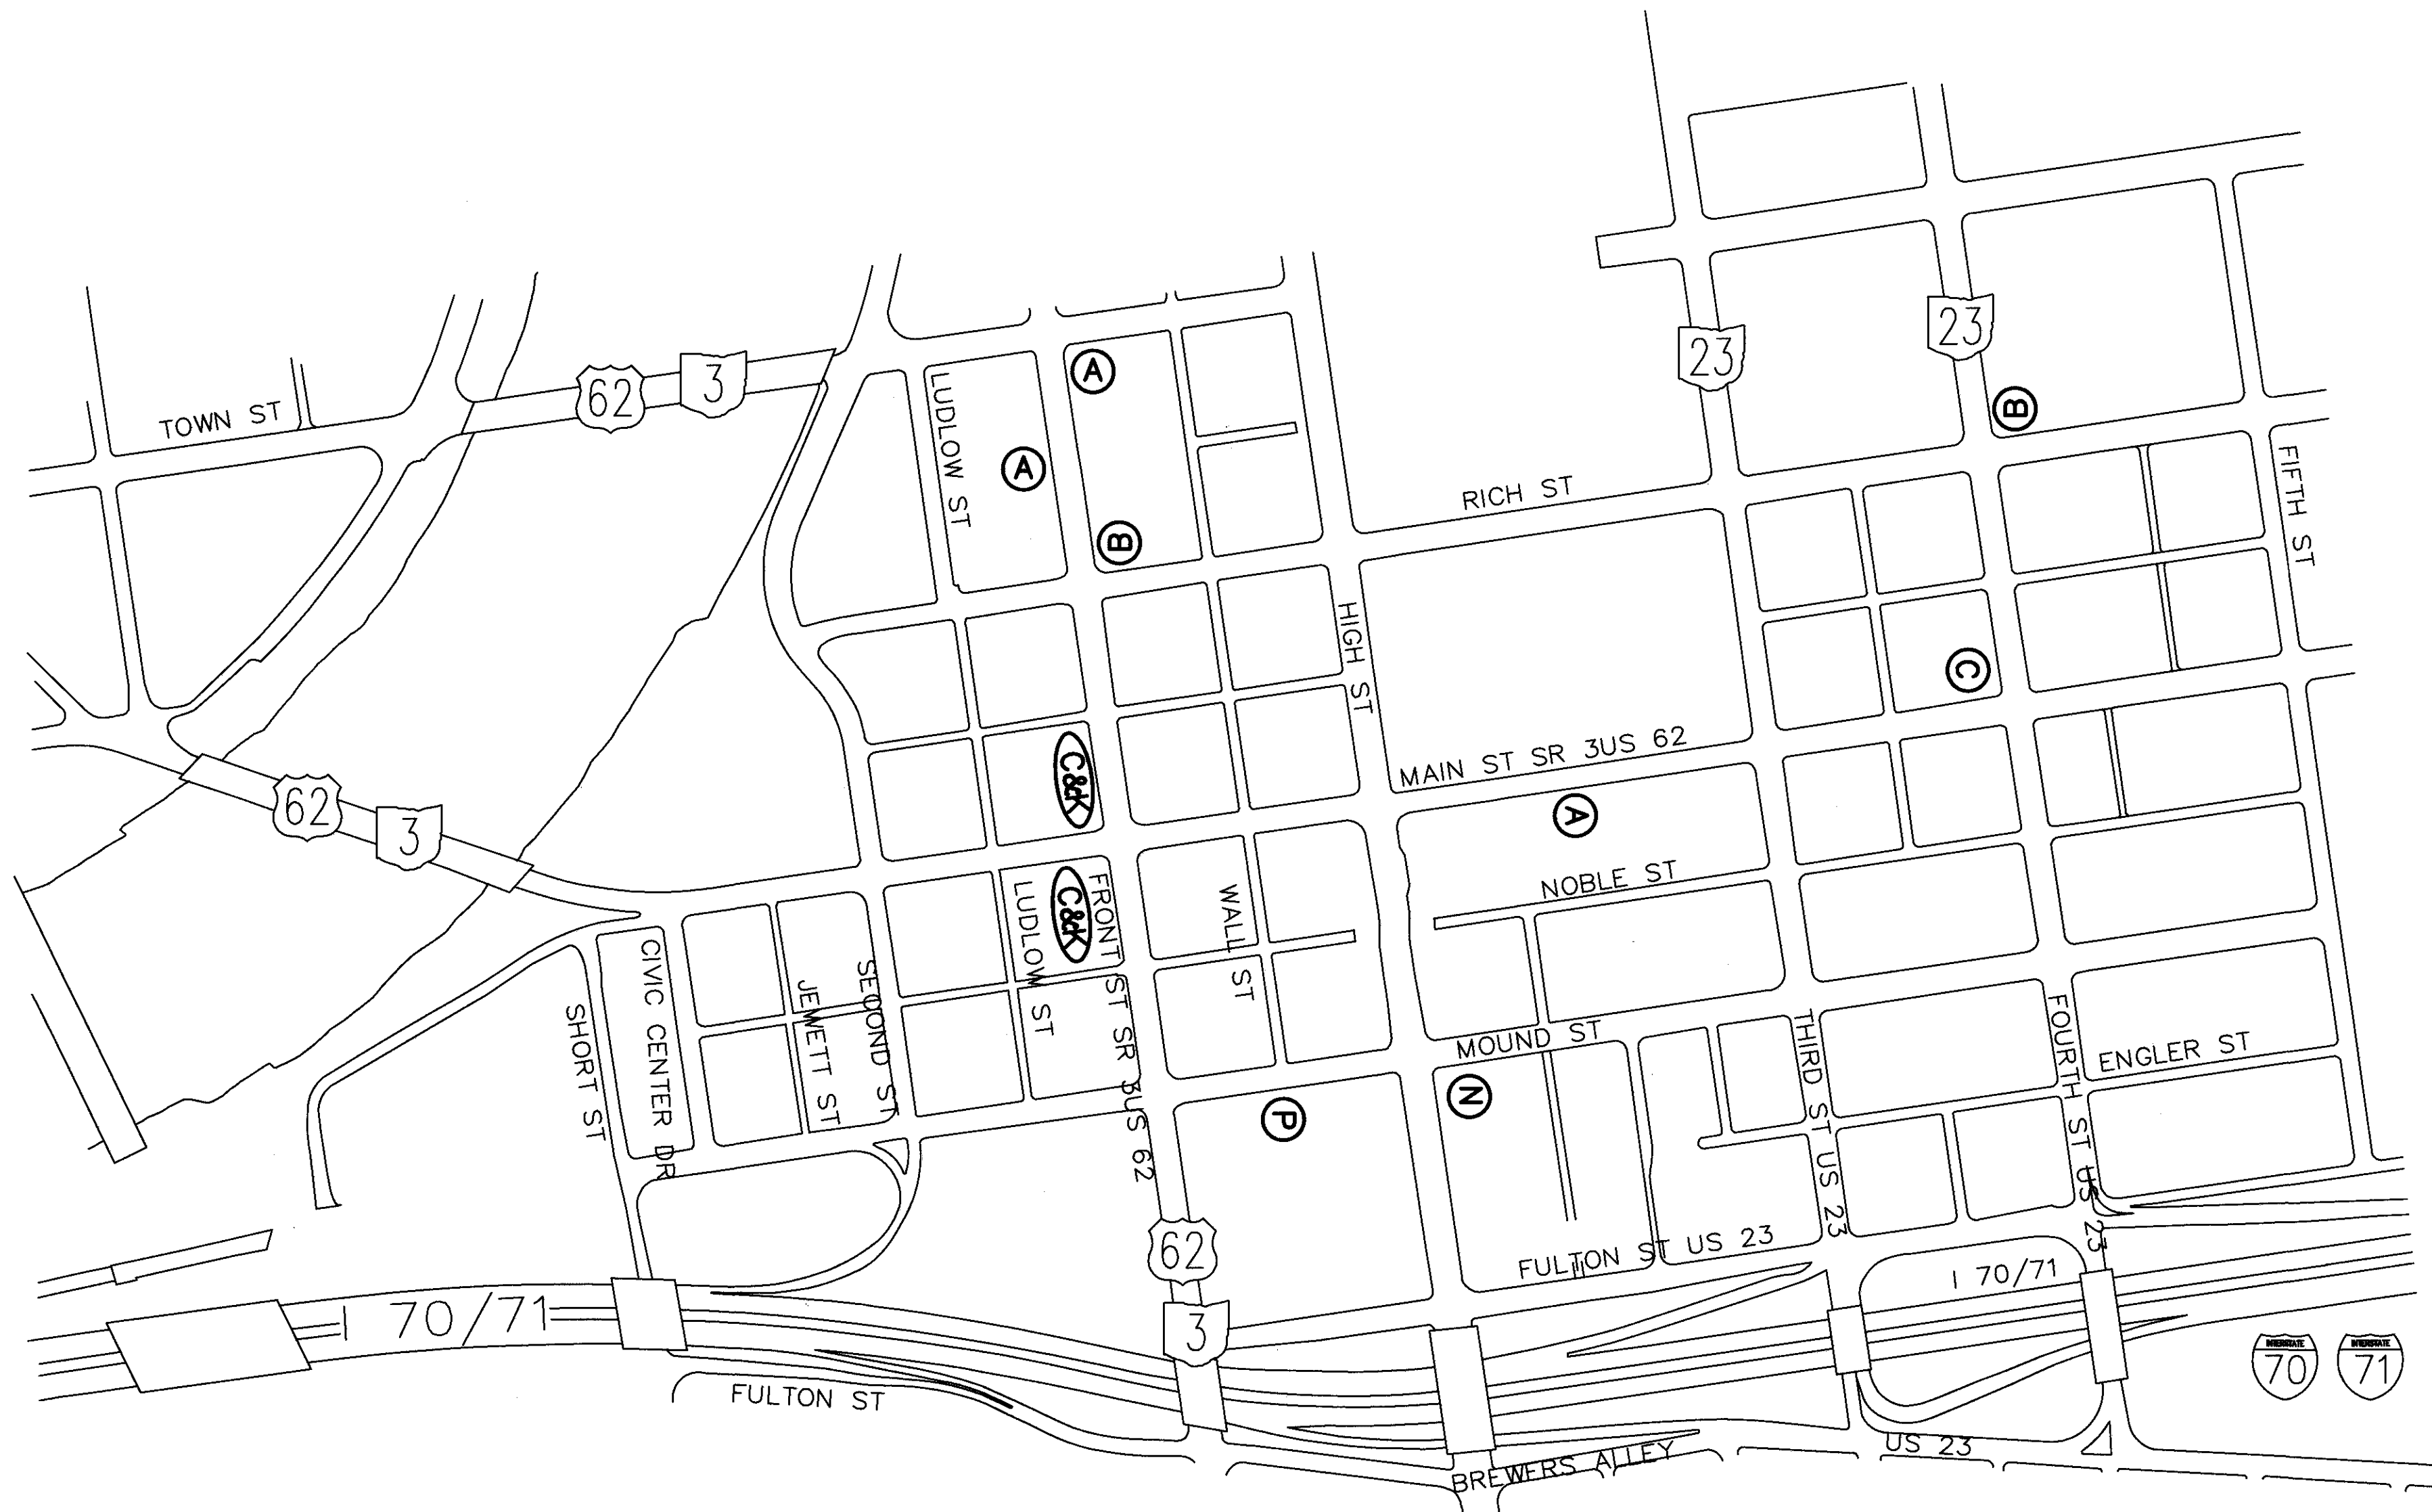 23
23
A
62
3
TOWN ST
LUDLOW ST
B
A
FIFTH ST
RICH ST
B
HIGH ST
C
C&K
MAIN ST SR 3US 62
62
3
A
NOBLE ST
C&K
FRONT ST SR 3US 62
LUDLOW ST
WALL ST
CIVIC CENTER DR
SECOND ST
JEWETT ST
SHORT ST
MOUND ST
THIRD ST US 23
FOURTH ST US 23
ENGLER ST
N
P
62
FULTON ST US 23
I 70/71
I 70/71
3
INTERSTATE
70
INTERSTATE
71
FULTON ST
US 23
BREWERS ALLEY